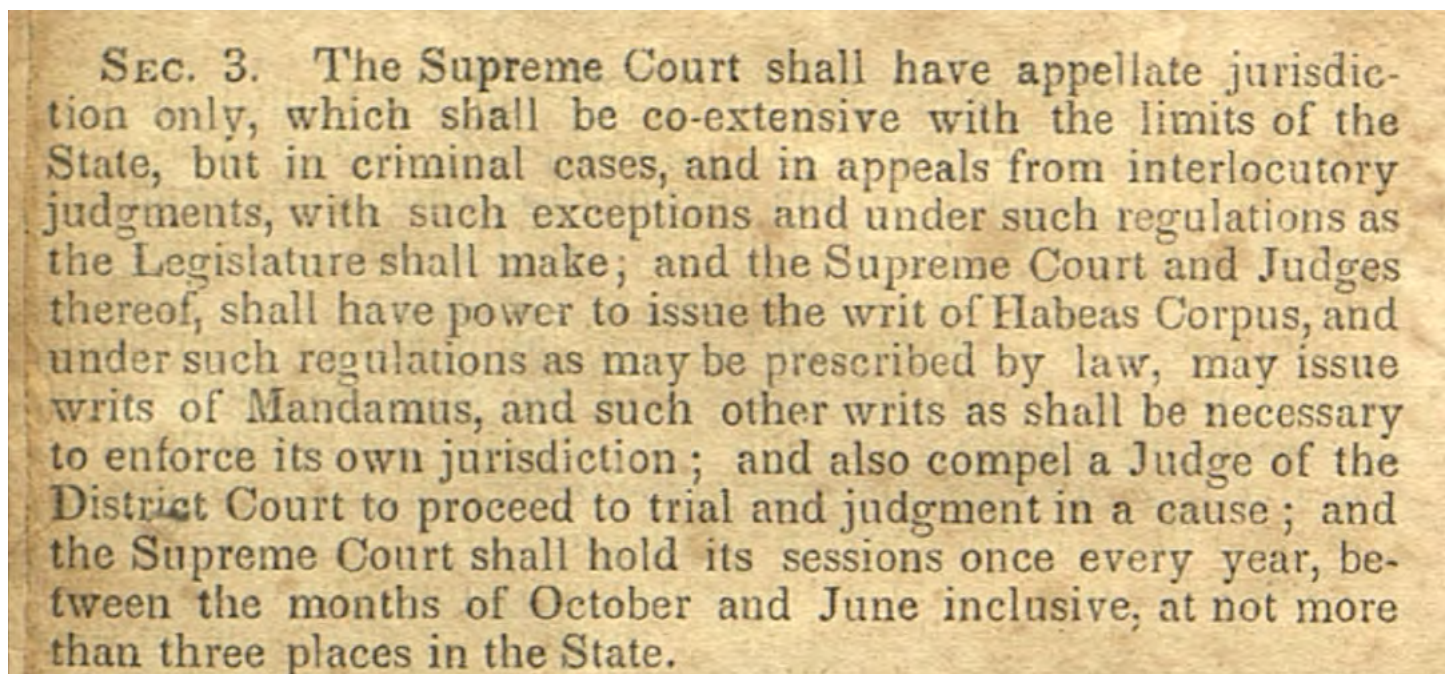 SEC. 3. The Supreme Court shall have appellate jurisdic-
tion only, which shall be co-extensive with the limits of the
State, but in criminal cases, and in appeals from interlocutory
judgments, with such exceptions and under such regulations as
the Legislature shall make; and the Supreme Court and Judges
thereof, shall have power to issue the writ of Habeas Corpus, and
under such regulations as may be prescribed by law, may issue
writs of Mandamus, and such other writs as shall be necessary
to enforce its own jurisdiction; and also compel a Judge of the
District Court to proceed to trial and judgment in a cause; and
the Supreme Court shall hold its sessions once every year, be-
tween the months of October and June inclusive, at not more
than three places in the State.